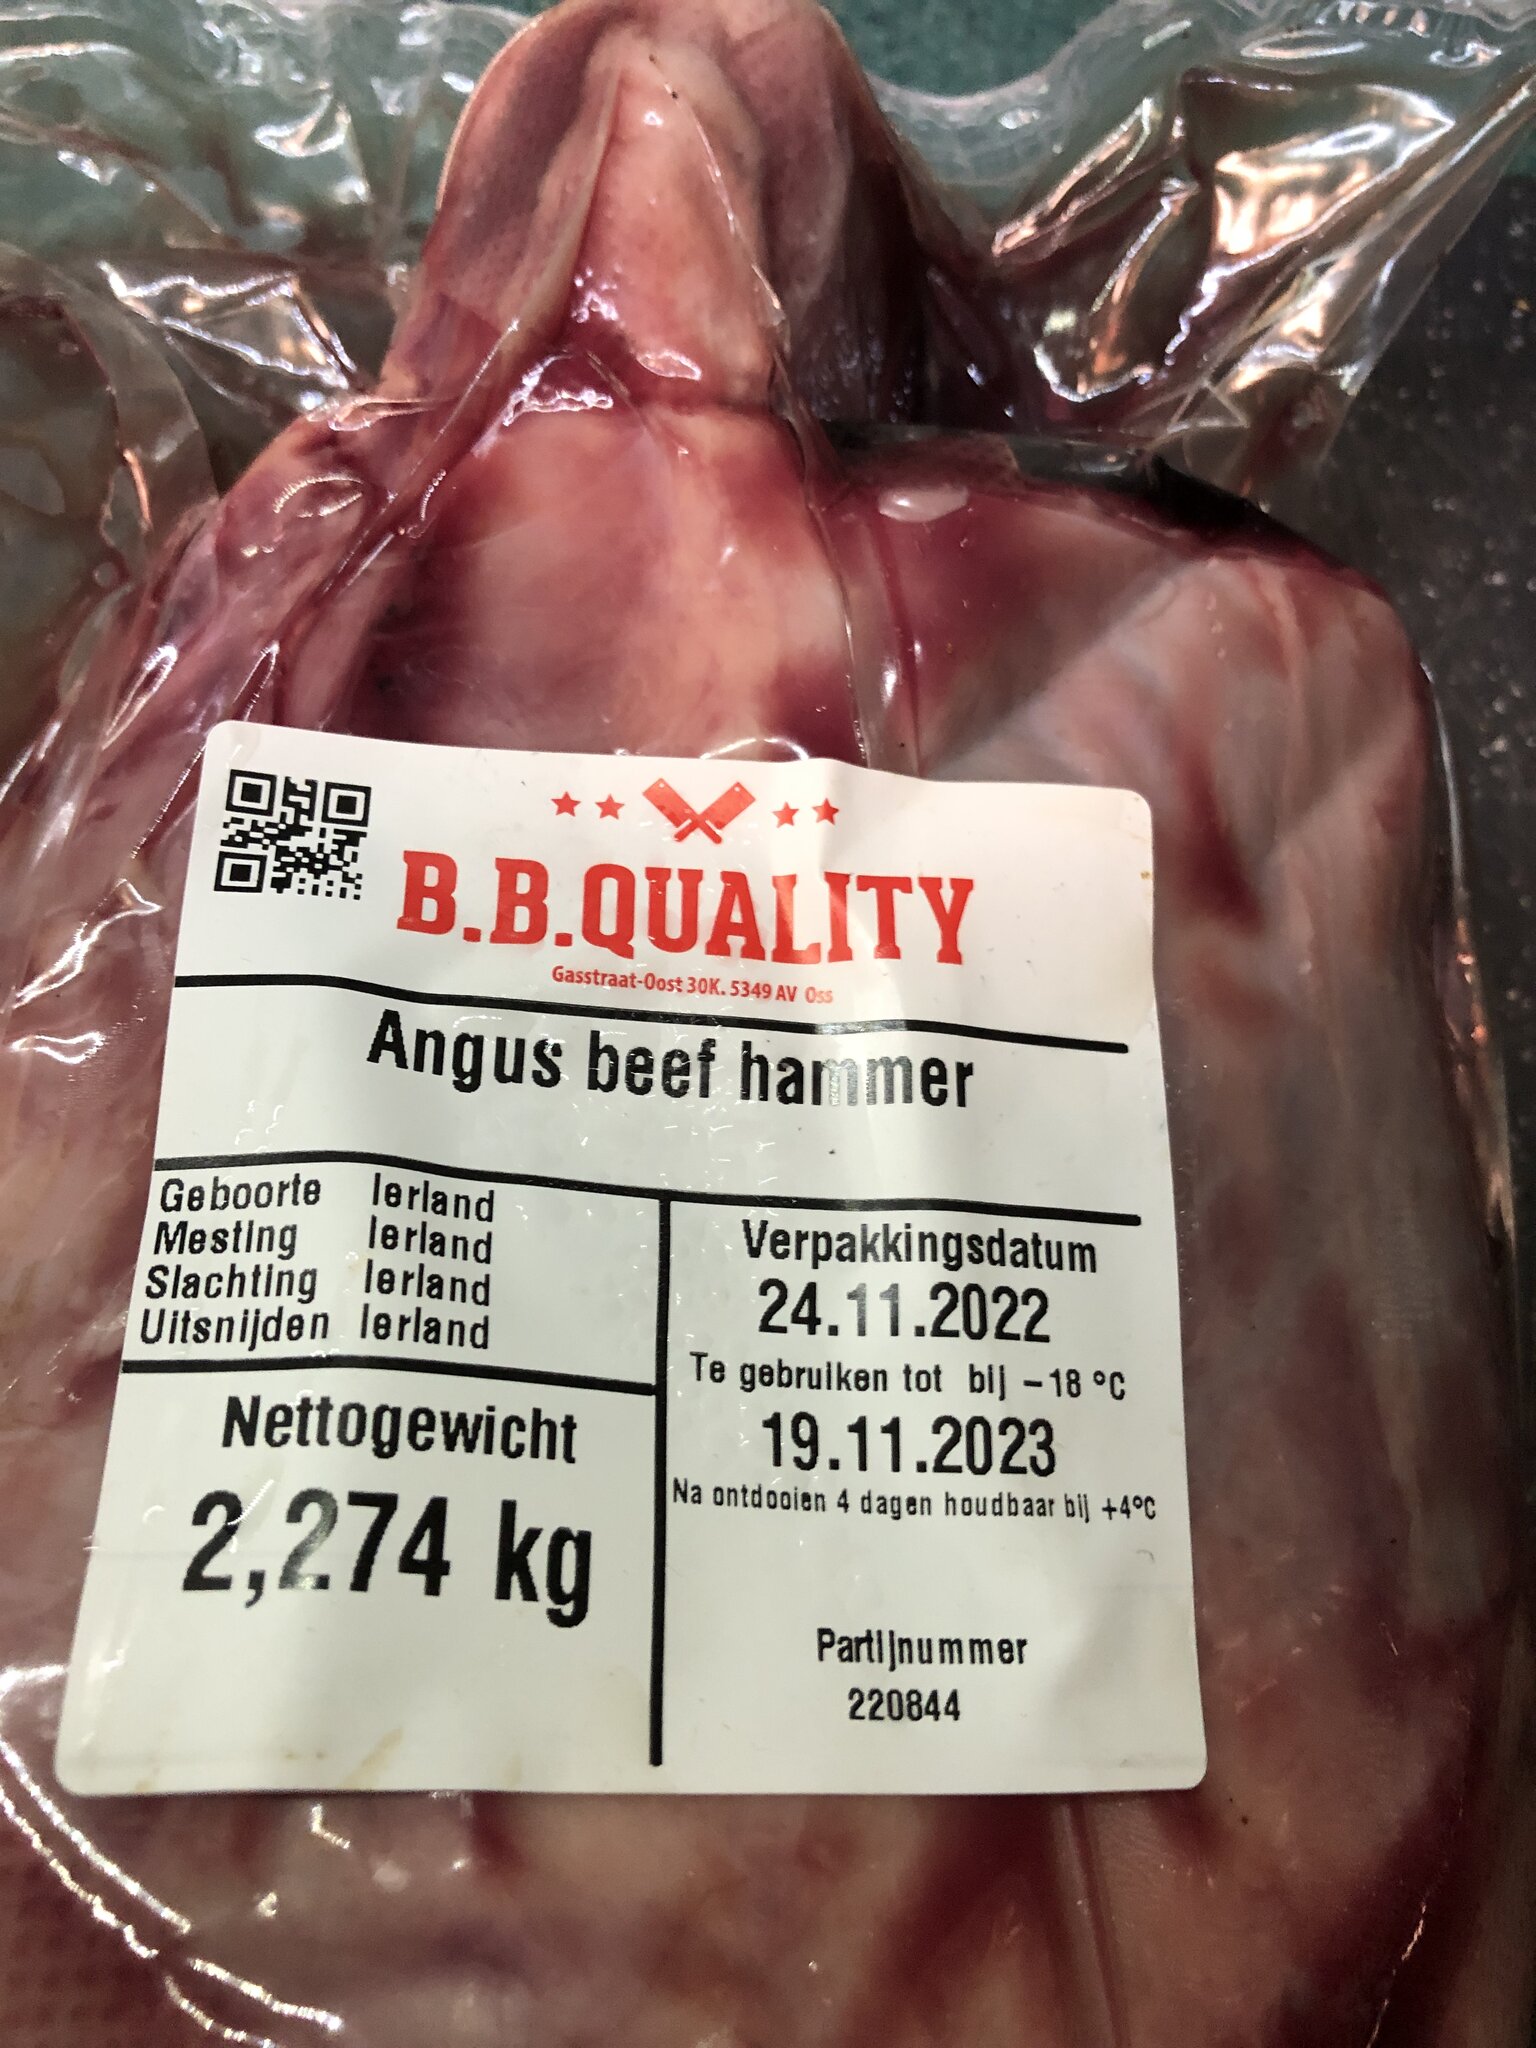 B.B.QUALITY
Gasstraat-Oost 30K. 5349 AV Oss
Angus beef hammer
Geboorte Ierland
Mesting Ierland
Slachting Ierland
Uitsnijden Ierland
Nettogewicht
2,274 kg
Verpakkingsdatum
24.11.2022
Te gebruiken tot bij -18 °C
19.11.2023
Na ontdooien 4 dagen houdbaar bij +4°C
Partijnummer
220844